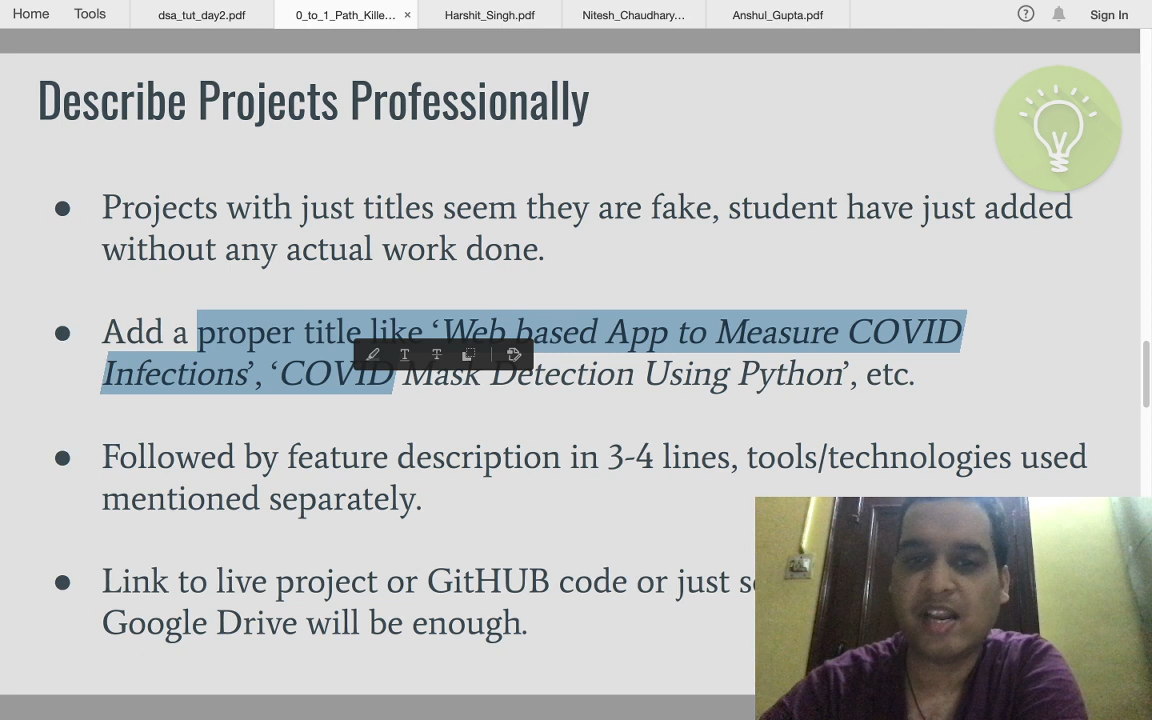 Home Tools dsa_tut_day2.pdf 0_to_1_Path_Kille... × Harshit_Singh.pdf Nitesh_Chaudhary... Anshul_Gupta.pdf ? Sign In
Describe Projects Professionally
● Projects with just titles seem they are fake, student have just added
without any actual work done.
● Add a proper title like ‘Web based App to Measure COVID
Infections’, ‘COVID Mask Detection Using Python’, etc.
● Followed by feature description in 3-4 lines, tools/technologies used
mentioned separately.
● Link to live project or GitHUB code or just
Google Drive will be enough.